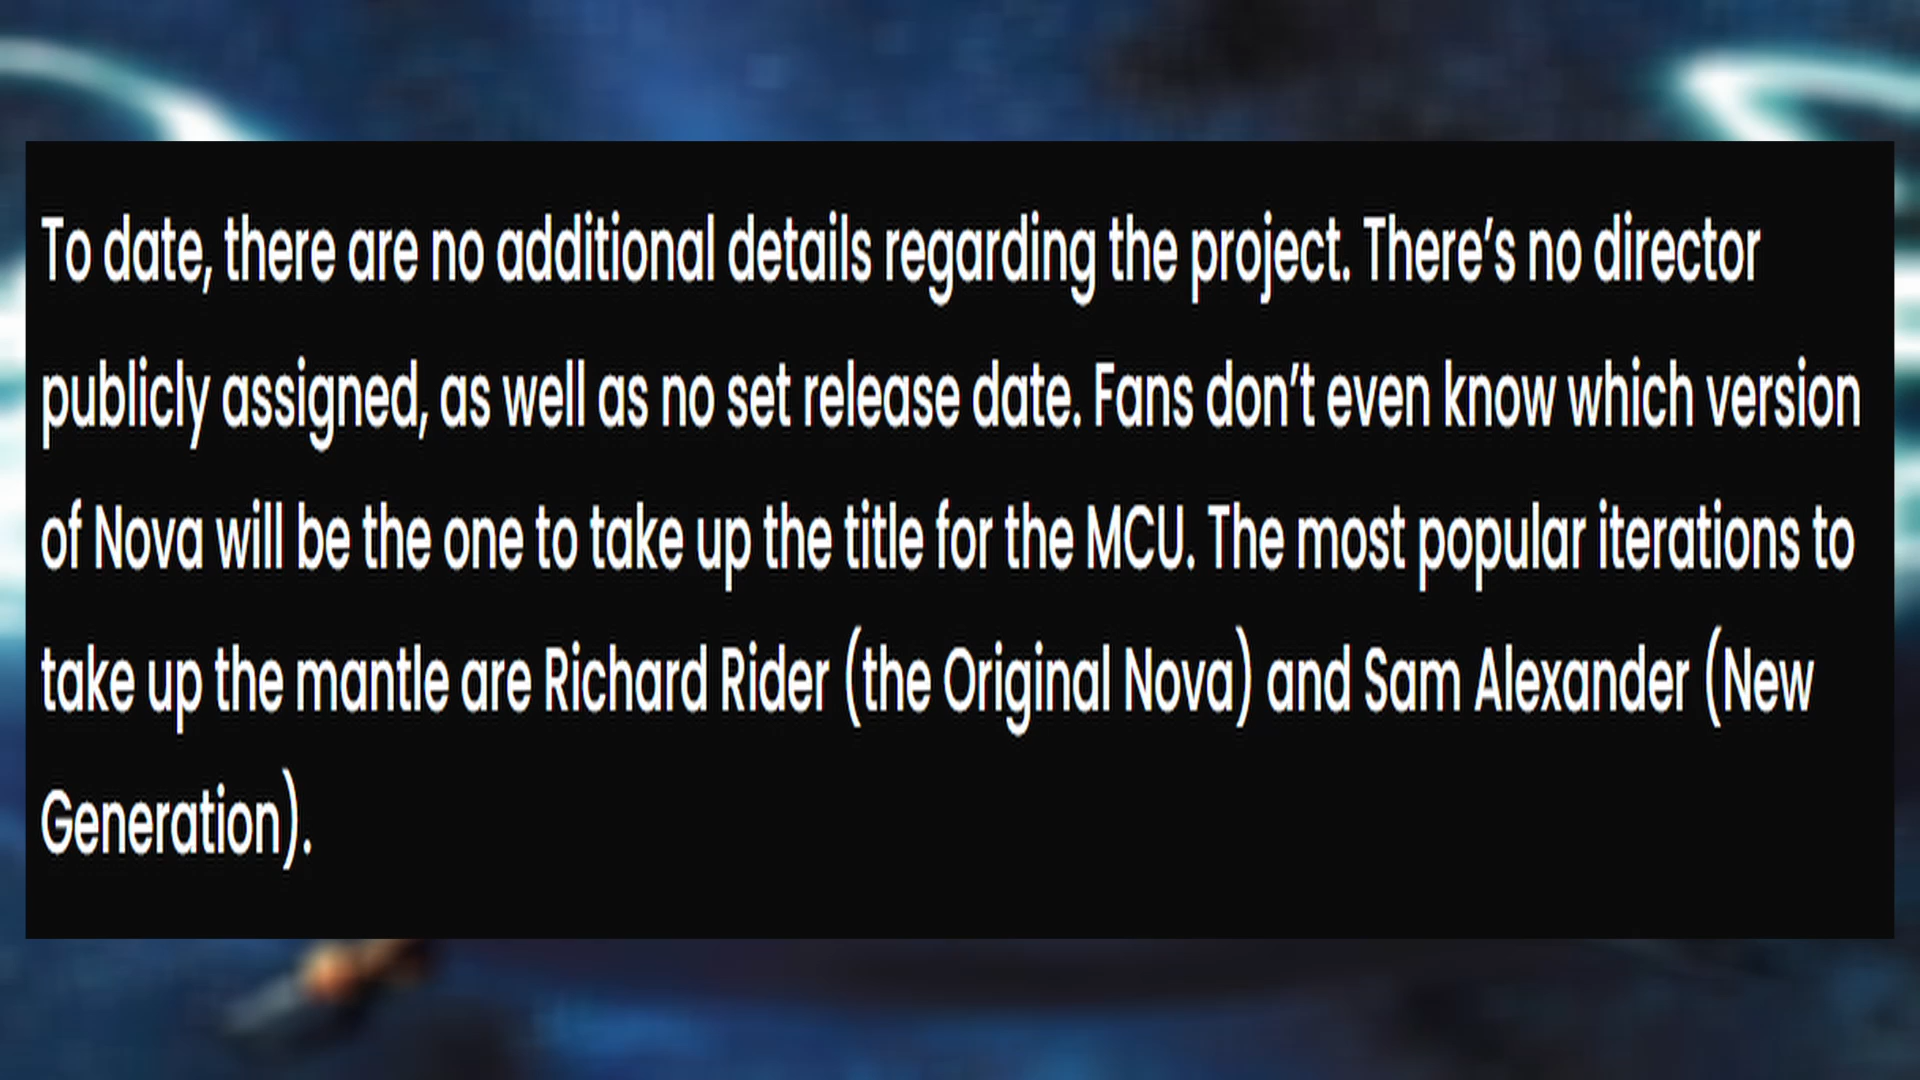 To date, there are no additional details regarding the project. There’s no director
publicly assigned, as well as no set release date. Fans don’t even know which version
of Nova will be the one to take up the title for the MCU. The most popular iterations to
take up the mantle are Richard Rider (the Original Nova) and Sam Alexander (New
Generation).